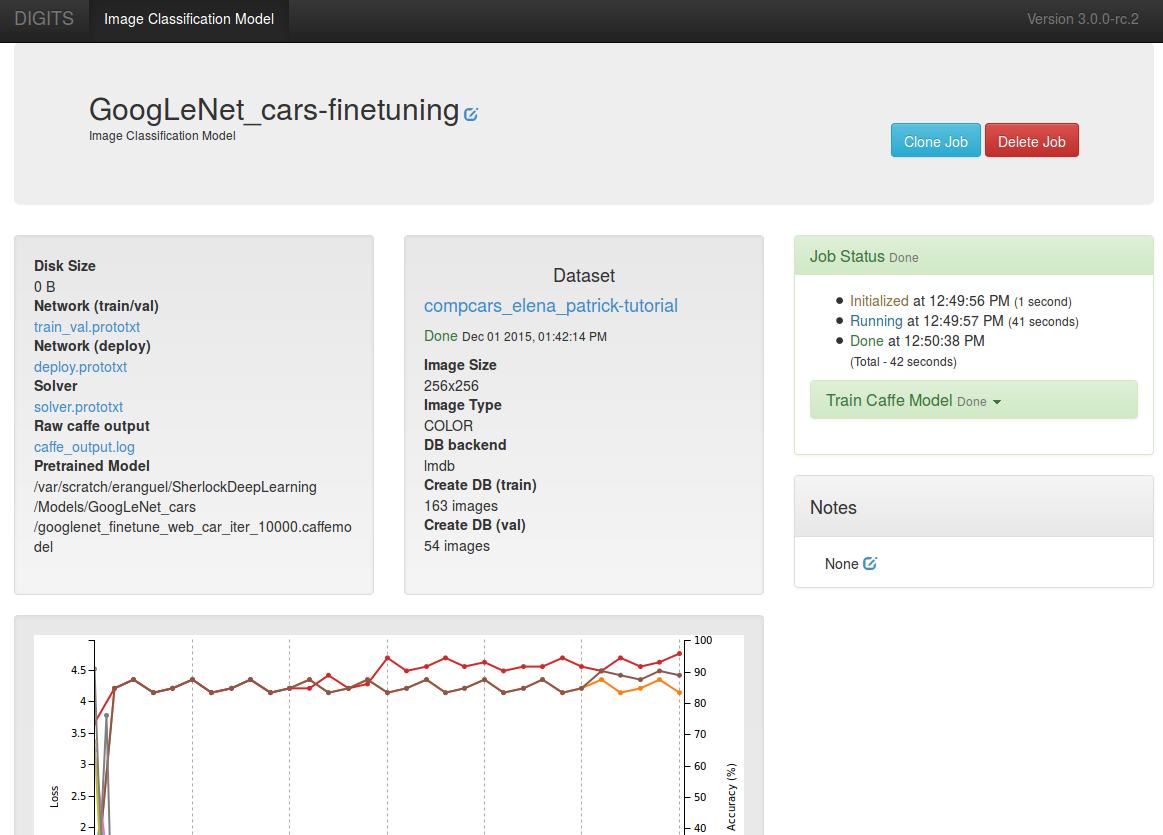 DIGITS
Image Classification Model
Version 3.0.0-rc.2
GoogLeNet_cars-finetuning
Image Classification Model
Clone Job
Delete Job
Disk Size
0 B
Network (train/val)
train_val.prototxt
Network (deploy)
deploy.prototxt
Solver
solver.prototxt
Raw caffe output
caffe_output.log
Pretrained Model
/var/scratch/eranguel/SherlockDeepLearning
/Models/GoogLeNet_cars
/googlenet_finetune_web_car_iter_10000.caffemo
del
Dataset
compcars_elena_patrick-tutorial
Done Dec 01 2015, 01:42:14 PM
Image Size
256x256
Image Type
COLOR
DB backend
lmdb
Create DB (train)
163 images
Create DB (val)
54 images
Job Status Done
Initialized at 12:49:56 PM (1 second)
Running at 12:49:57 PM (41 seconds)
Done at 12:50:38 PM
(Total - 42 seconds)
Train Caffe Model Done
Notes
None
4.5
4
3.5
3
2.5
2
Loss
100
90
80
70
60
50
40
Accuracy (%)